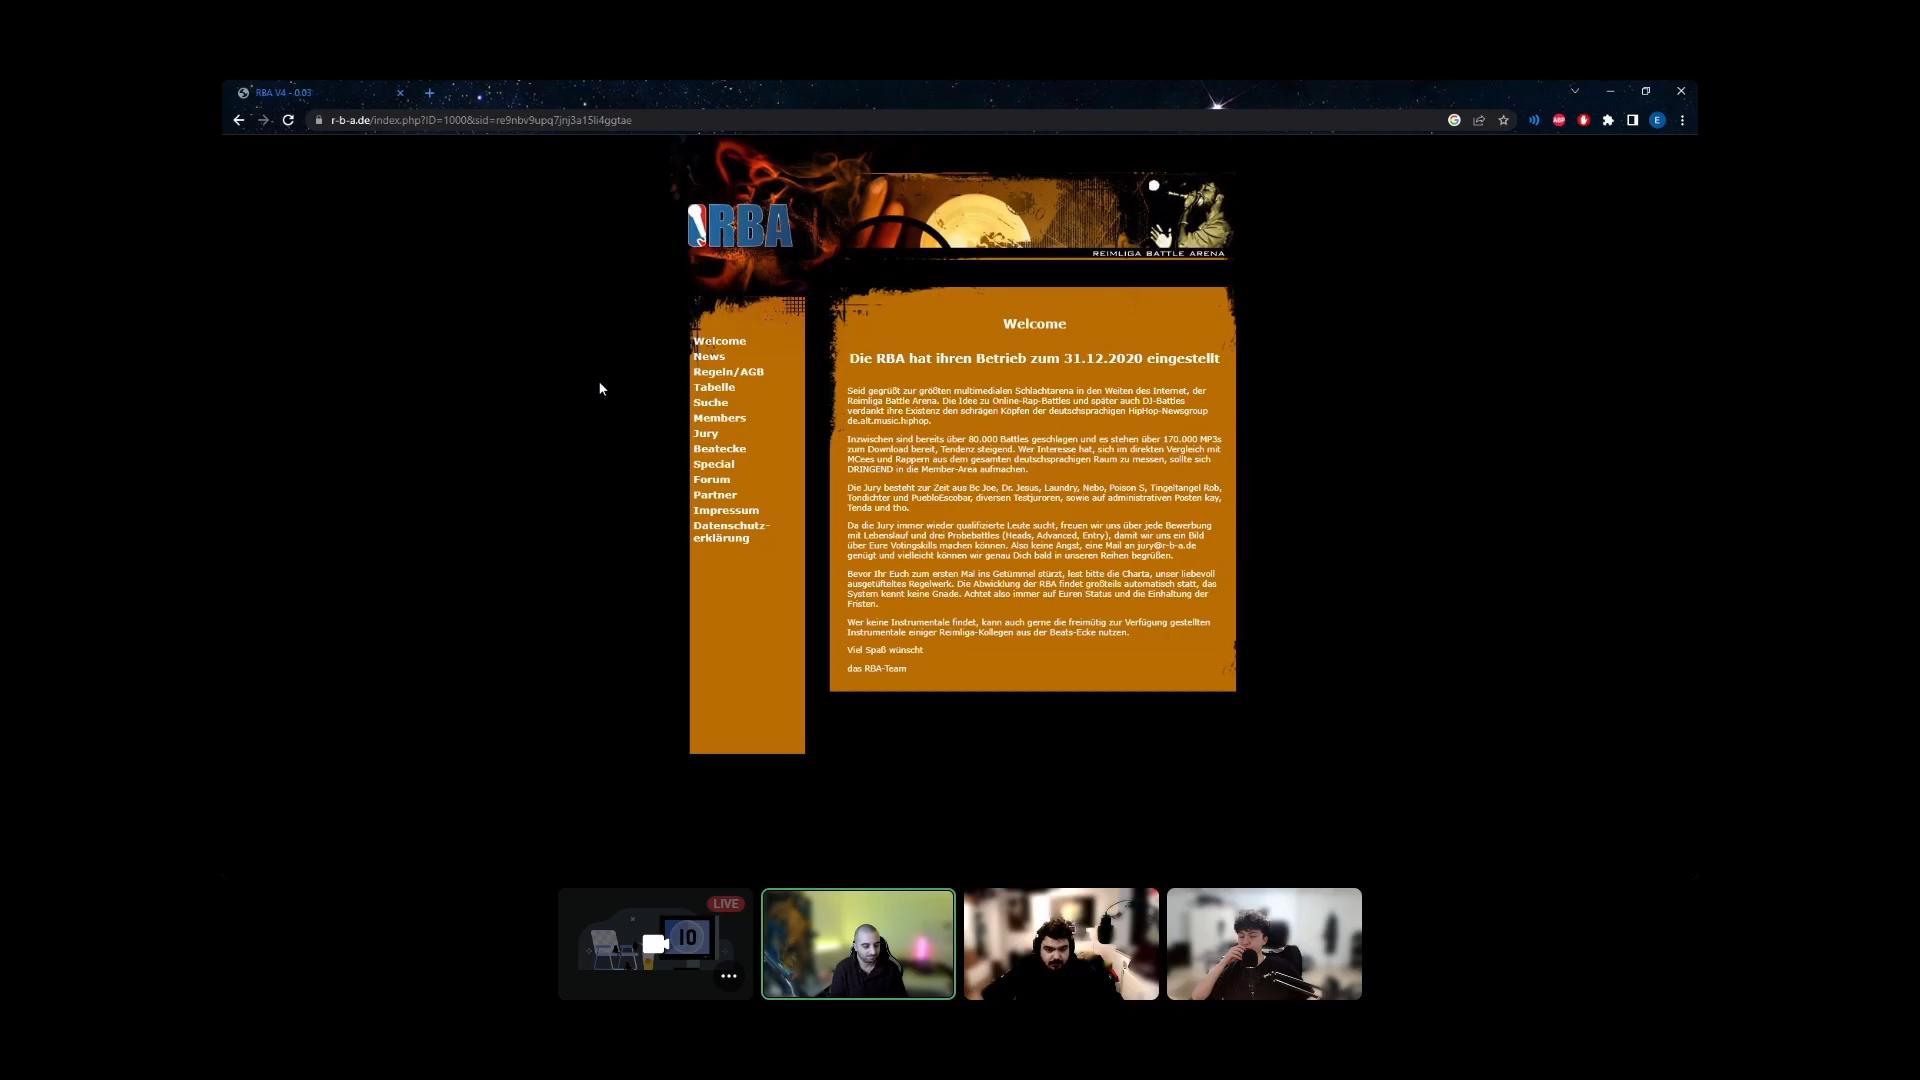 RBA V4 - 0.03
r-b-a.de/index.php?ID=1000&sid=re9nbv9upq7jnj3a15li4ggtae
ABP
E
RBA
REIMLIGA BATTLE ARENA
Welcome
News
Regeln/AGB
Tabelle
Suche
Members
Jury
Beatecke
Special
Forum
Partner
Impressum
Datenschutz-
erklärung
Welcome
Die RBA hat ihren Betrieb zum 31.12.2020 eingestellt
Seid gegrüßt zur größten multimedialen Schlachtarena in den Weiten des Internet, der
Reimliga Battle Arena. Die Idee zu Online-Rap-Battles und später auch DJ-Battles
verdankt ihre Existenz den schrägen Köpfen der deutschsprachigen HipHop-Newsgroup
de.alt.music.hiphop.
Inzwischen sind bereits über 80.000 Battles geschlagen und es stehen über 170.000 MP3s
zum Download bereit, Tendenz steigend. Wer Interesse hat, sich im direkten Vergleich mit
MCees und Rappern aus dem gesamten deutschsprachigen Raum zu messen, sollte sich
DRINGEND in die Member-Area aufmachen.
Die Jury besteht zur Zeit aus Bc Joe, Dr. Jesus, Laundry, Nebo, Poison S, Tingeltangel Rob,
Tondichter und PuebloEscobar, diversen Testjuroren, sowie auf administrativen Posten kay,
Tenda und tho.
Da die Jury immer wieder qualifizierte Leute sucht, freuen wir uns über jede Bewerbung
mit Lebenslauf und drei Probebattles (Heads, Advanced, Entry), damit wir uns ein Bild
über Eure Votingskills machen können. Also keine Angst, eine Mail an jury@r-b-a.de
genügt und vielleicht können wir genau Dich bald in unseren Reihen begrüßen.
Bevor Ihr Euch zum ersten Mal ins Getümmel stürzt, lest bitte die Charta, unser liebevoll
ausgetüfteltes Regelwerk. Die Abwicklung der RBA findet großteils automatisch statt, das
System kennt keine Gnade. Achtet also immer auf Euren Status und die Einhaltung der
Fristen.
Wer keine Instrumentale findet, kann auch gerne die freimütig zur Verfügung gestellten
Instrumentale einiger Reimliga-Kollegen aus der Beats-Ecke nutzen.
Viel Spaß wünscht
das RBA-Team
LIVE
10